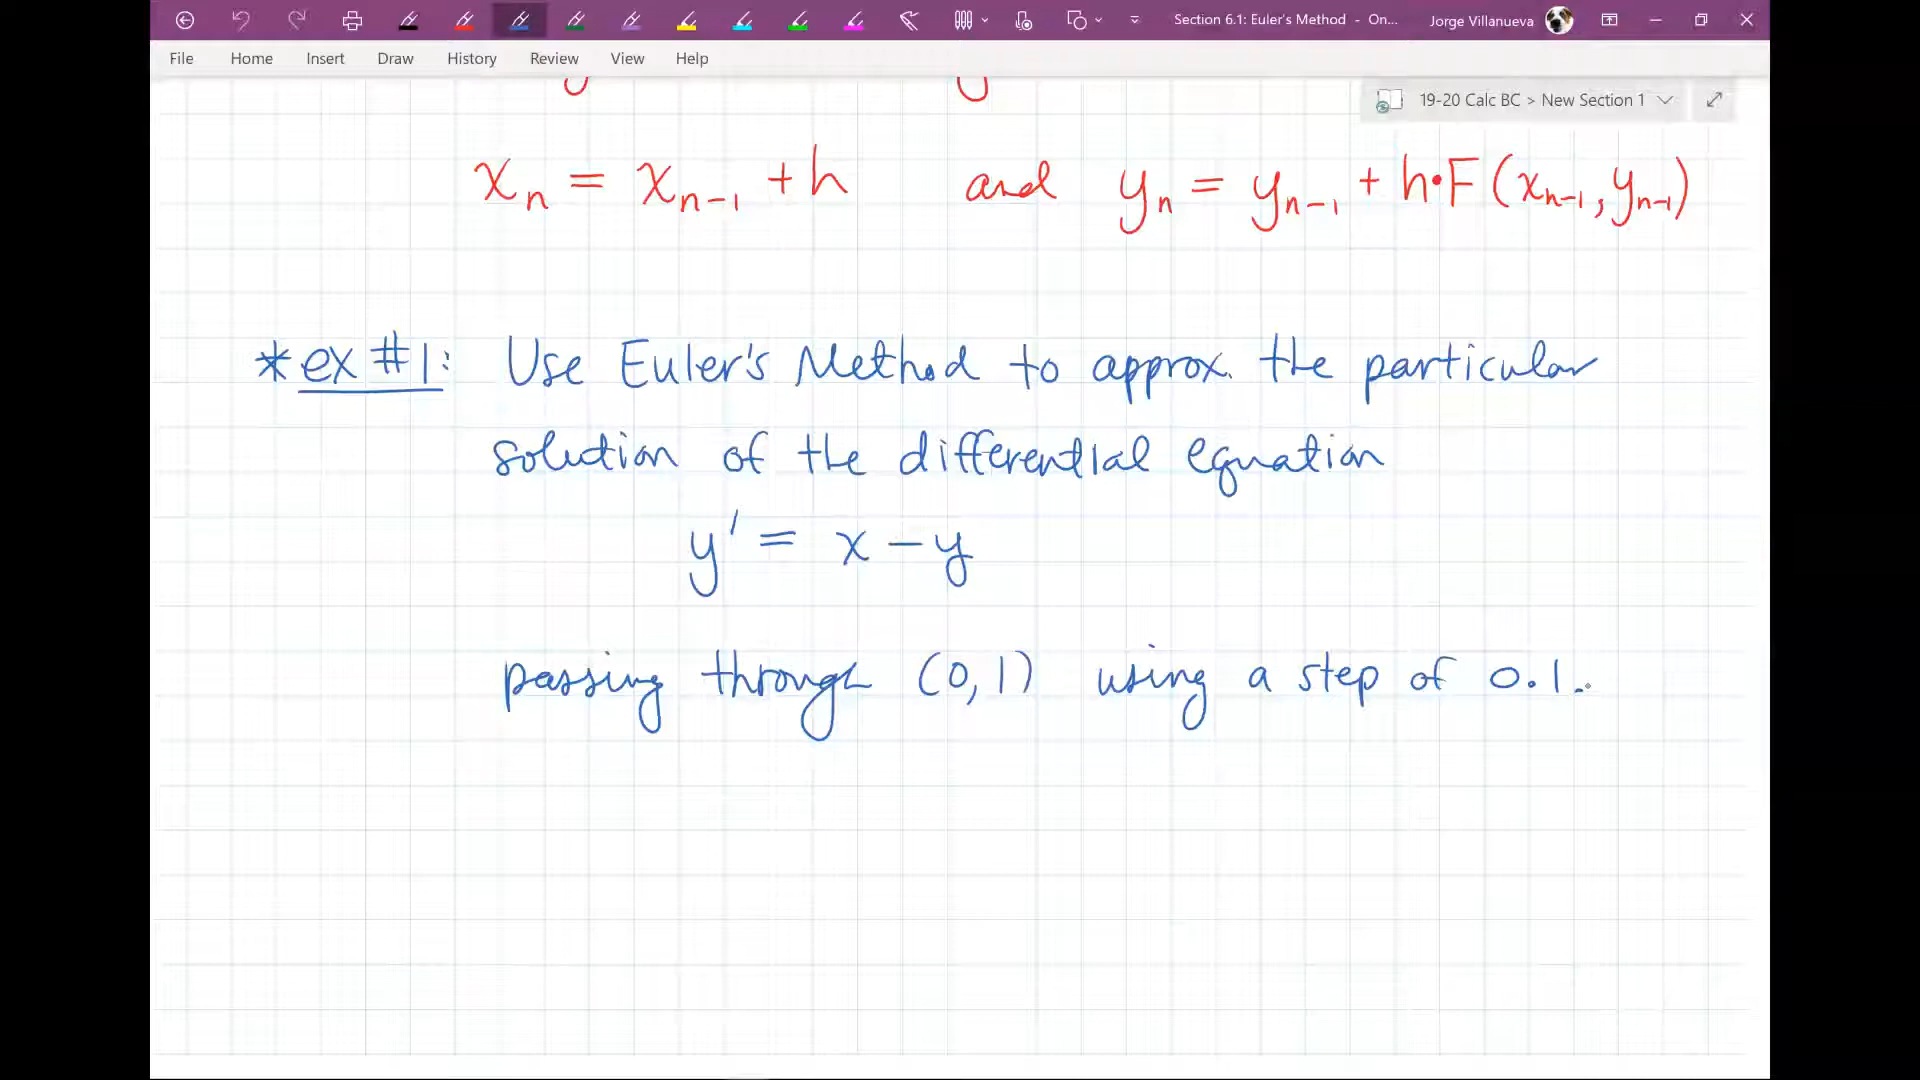 Section 6.1: Euler's Method - On...
Jorge Villanueva
File Home Insert Draw History Review View Help
19-20 Calc BC > New Section 1
xₙ = xₙ₋₁ + h and yₙ = yₙ₋₁ + h•F(xₙ₋₁, yₙ₋₁)
*ex #1: Use Euler's Method to approx. the particular
solution of the differential equation
y' = x - y
passing through (0,1) using a step of 0.1.